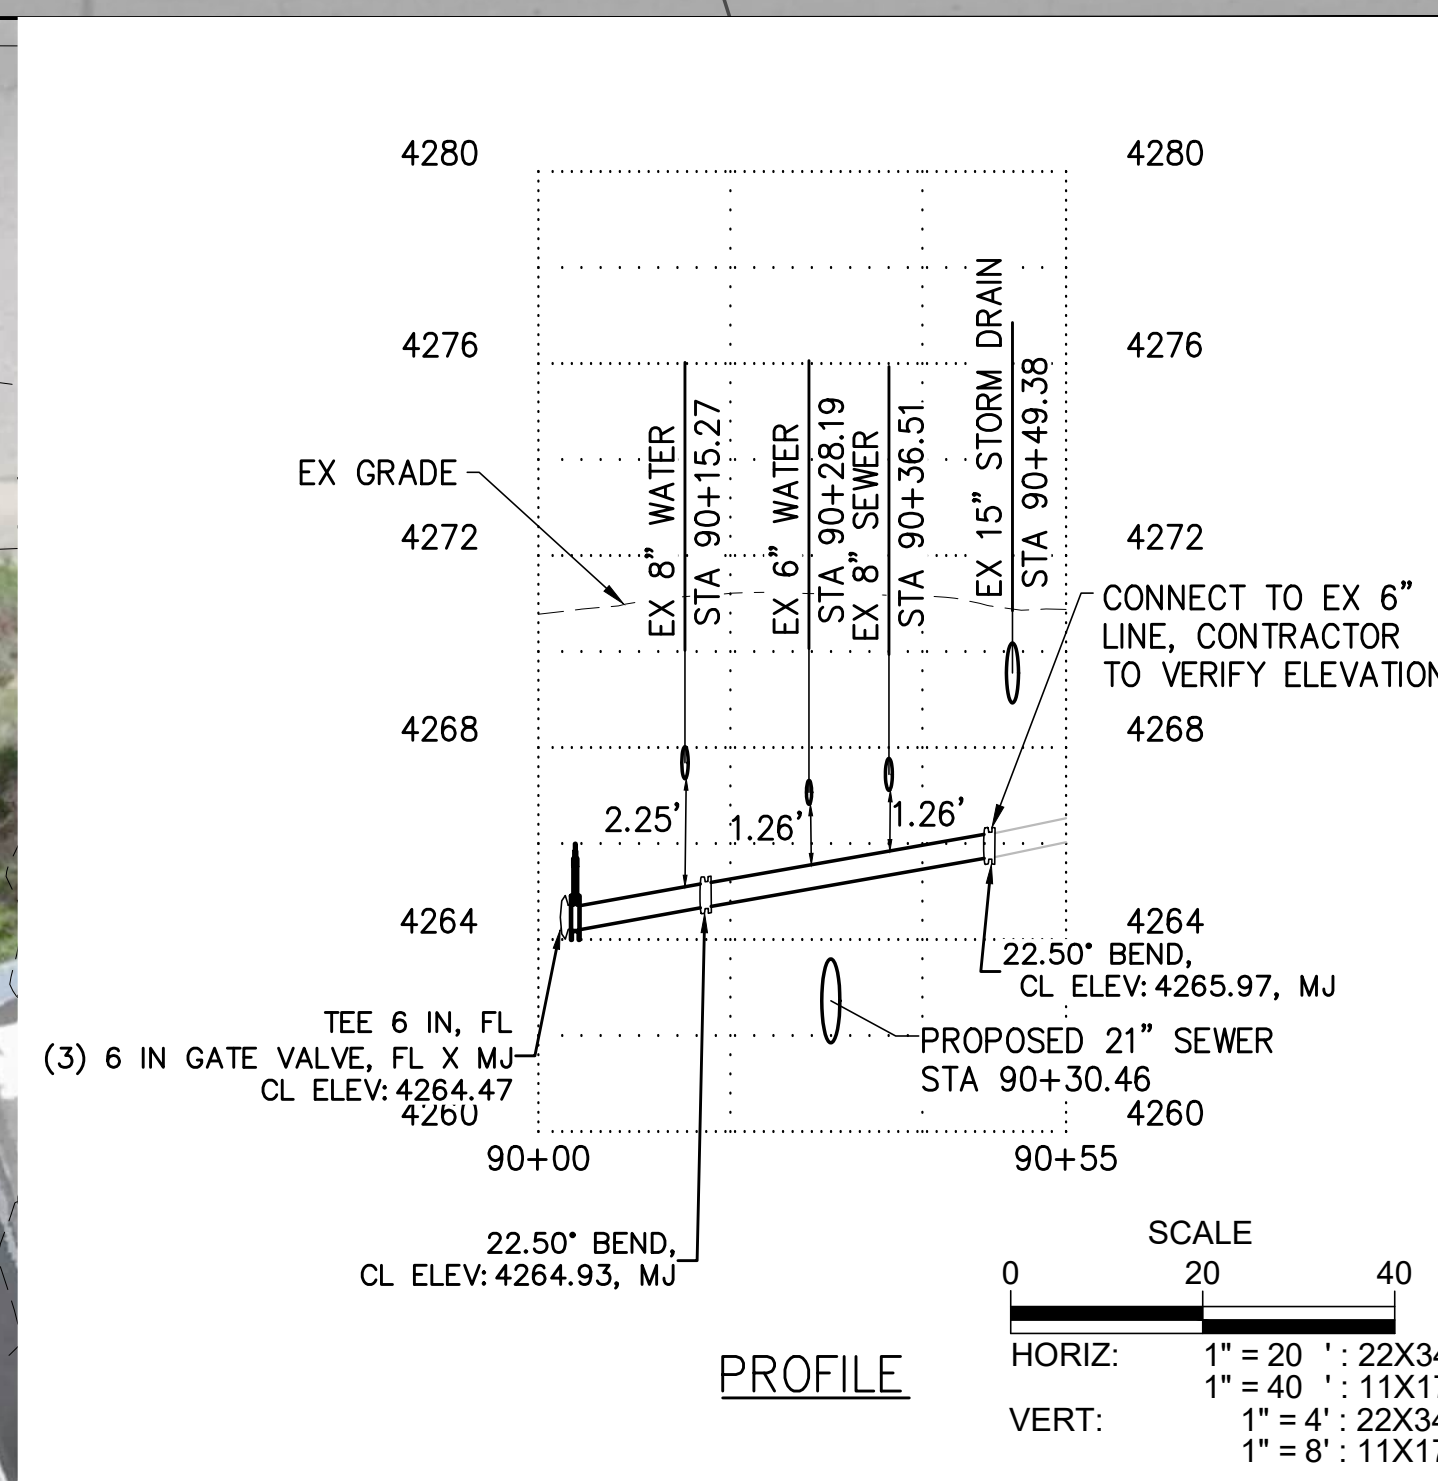 4280
4280
4276
4276
EX GRADE
4272
4272
EX 8” WATER
STA 90+15.27
EX 6” WATER
STA 90+28.19
EX 8” SEWER
STA 90+36.51
EX 15” STORM DRAIN
STA 90+49.38
CONNECT TO EX 6”
LINE, CONTRACTOR
TO VERIFY ELEVATION
4268
4268
2.25’
1.26’
1.26’
4264
4264
22.50° BEND,
CL ELEV: 4265.97, MJ
TEE 6 IN, FL
(3) 6 IN GATE VALVE, FL X MJ
CL ELEV: 4264.47
PROPOSED 21” SEWER
STA 90+30.46
4260
4260
90+00
90+55
22.50° BEND,
CL ELEV: 4264.93, MJ
SCALE
0 20 40
HORIZ: 1" = 20 ' : 22X34
1" = 40 ' : 11X17
VERT: 1" = 4' : 22X34
1" = 8' : 11X17
PROFILE